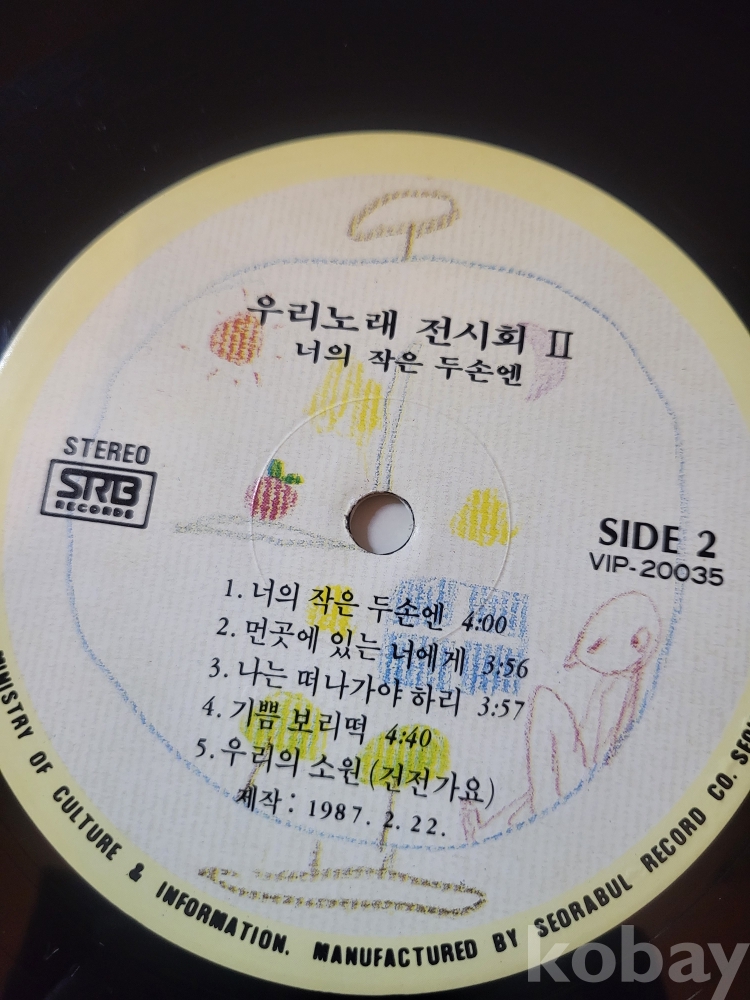 우리노래 전시회 II
너의 작은 두손엔
STEREO
SRB
RECORDS
SIDE 2
VIP-20035
1. 너의 작은 두손엔 4:00
2. 먼곳에 있는 너에게 3:56
3. 나는 떠나가야 하리 3:57
4. 기쁨 보리떡 4:40
5. 우리의 소원 (건전가요)
제작: 1987. 2. 22.
MINISTRY OF CULTURE & INFORMATION. MANUFACTURED BY SEORABUL RECORD CO.
kobay